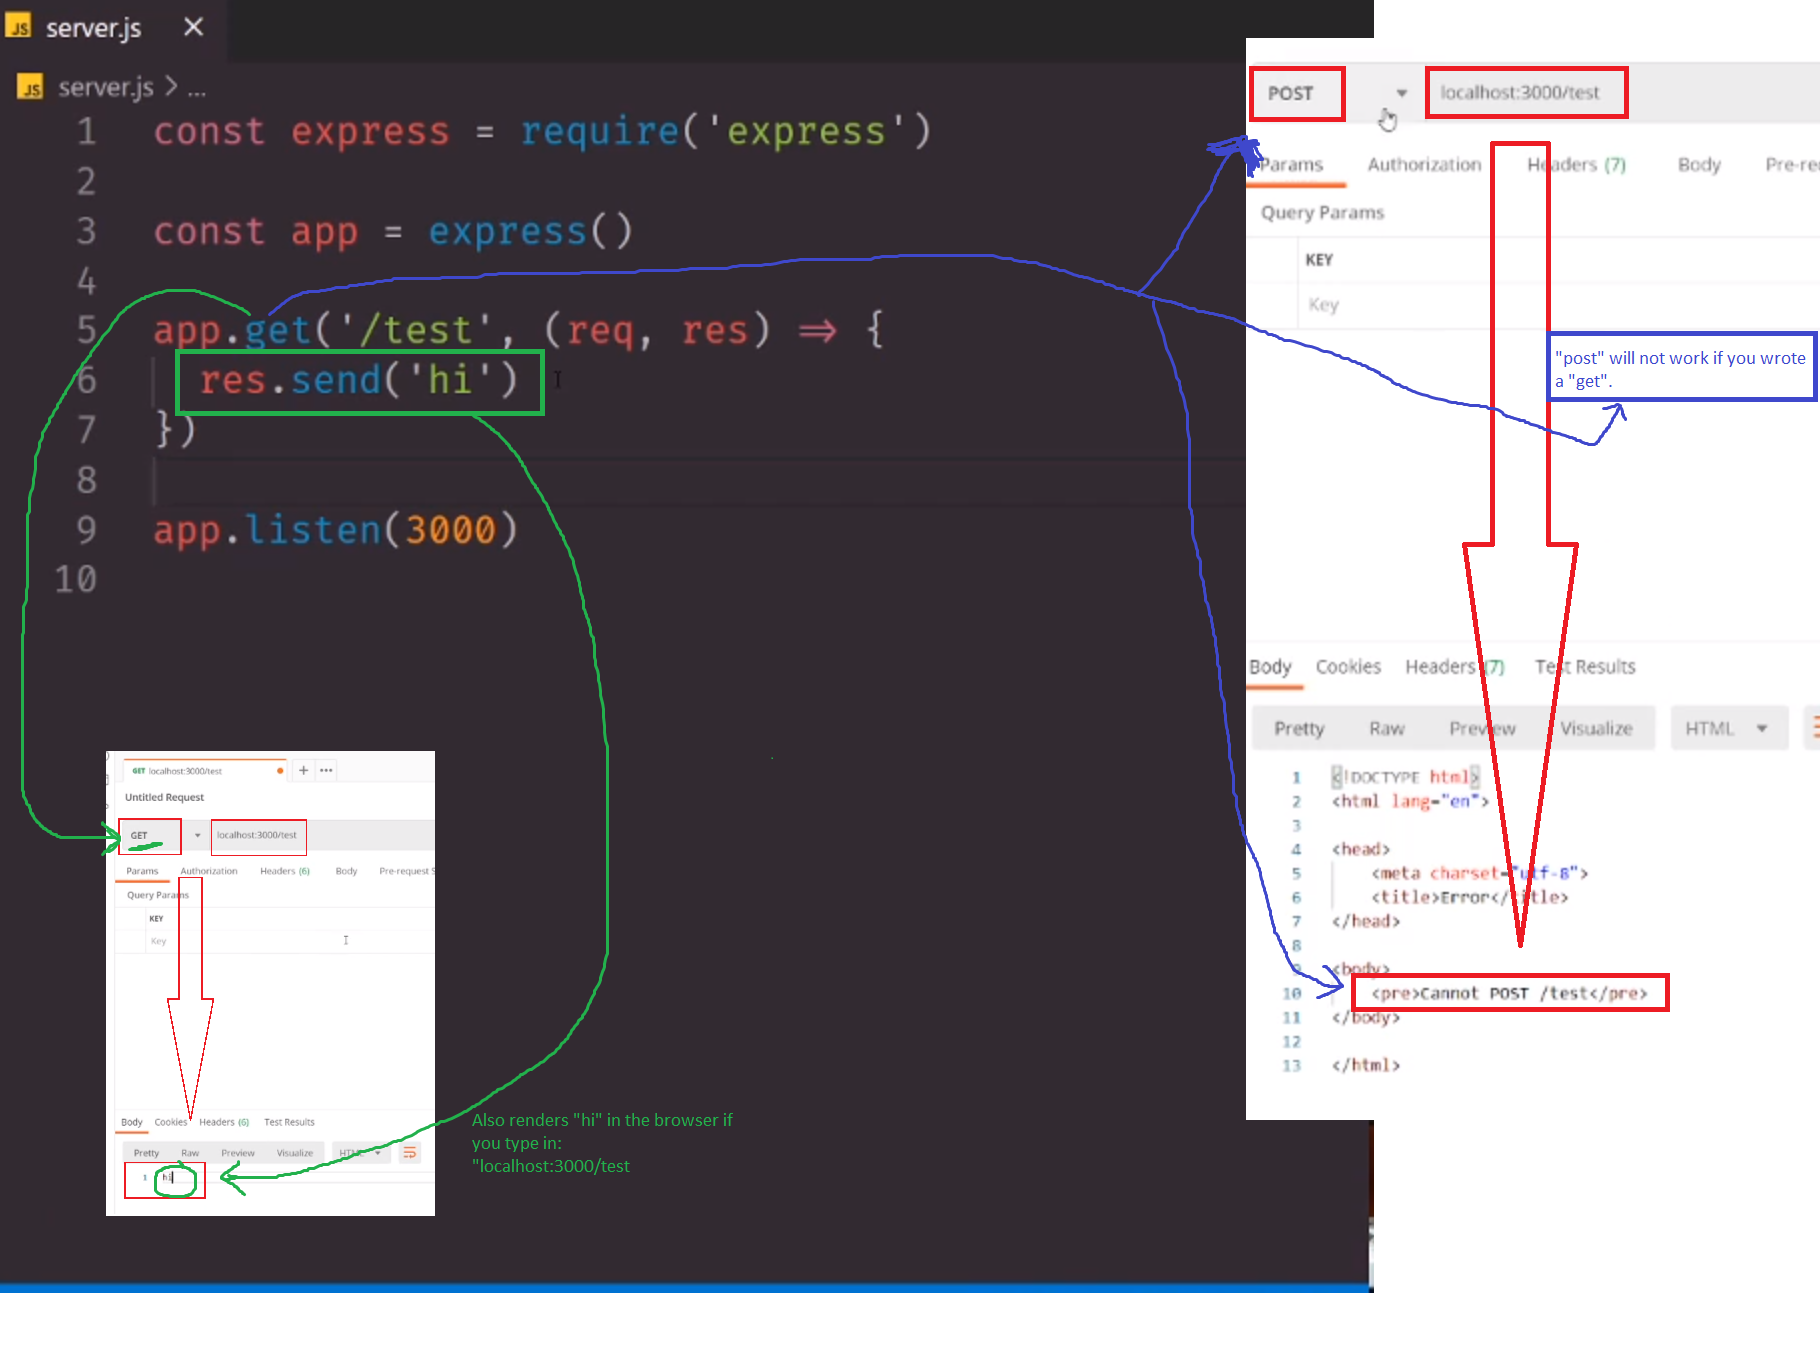 JS server.js ×
JS server.js > ...
1 const express = require('express')
2
3 const app = express()
4
5 app.get('/test', (req, res) => {
6 res.send('hi')
7 })
8
9 app.listen(3000)
10
POST localhost:3000/test
Params Authorization Headers (7) Body
Query Params
KEY
Key
"post" will not work if you wrote
a "get".
Body Cookies Headers (7) Test Results
Pretty Raw Preview Visualize HTML
1 <!DOCTYPE html>
2 <html lang="en">
3
4 <head>
5 <meta charset="utf-8">
6 <title>Error</title>
7 </head>
8
9 <body>
10 <pre>Cannot POST /test</pre>
11 </body>
12
13 </html>
GET localhost:3000/test + •••
Untitled Request
GET localhost:3000/test
Params Authorization Headers (6) Body Pre-request S
Query Params
KEY
Key
Body Cookies Headers (6) Test Results
Pretty Raw Preview Visualize HTML
1 hi
Also renders "hi" in the browser if
you type in:
"localhost:3000/test